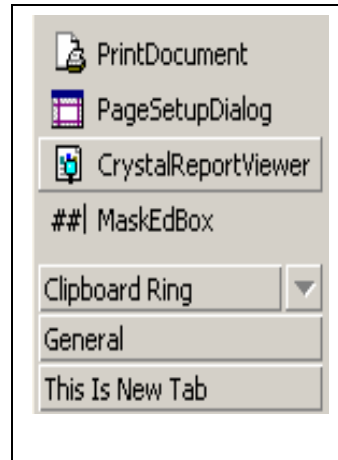 PrintDocument
PageSetupDialog
CrystalReportViewer
##| MaskEdBox
Clipboard Ring
General
This Is New Tab